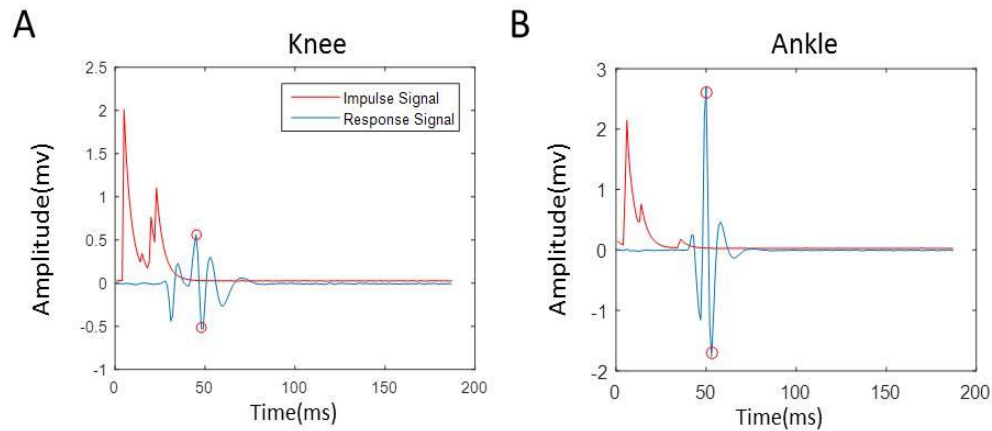 A
Knee
2.5
2
1.5
1
0.5
0
-0.5
-1
0 50 100 150 200
Amplitude(mv)
Time(ms)
Impulse Signal
Response Signal
B
Ankle
3
2
1
0
-1
-2
0 50 100 150 200
Amplitude(mv)
Time(ms)